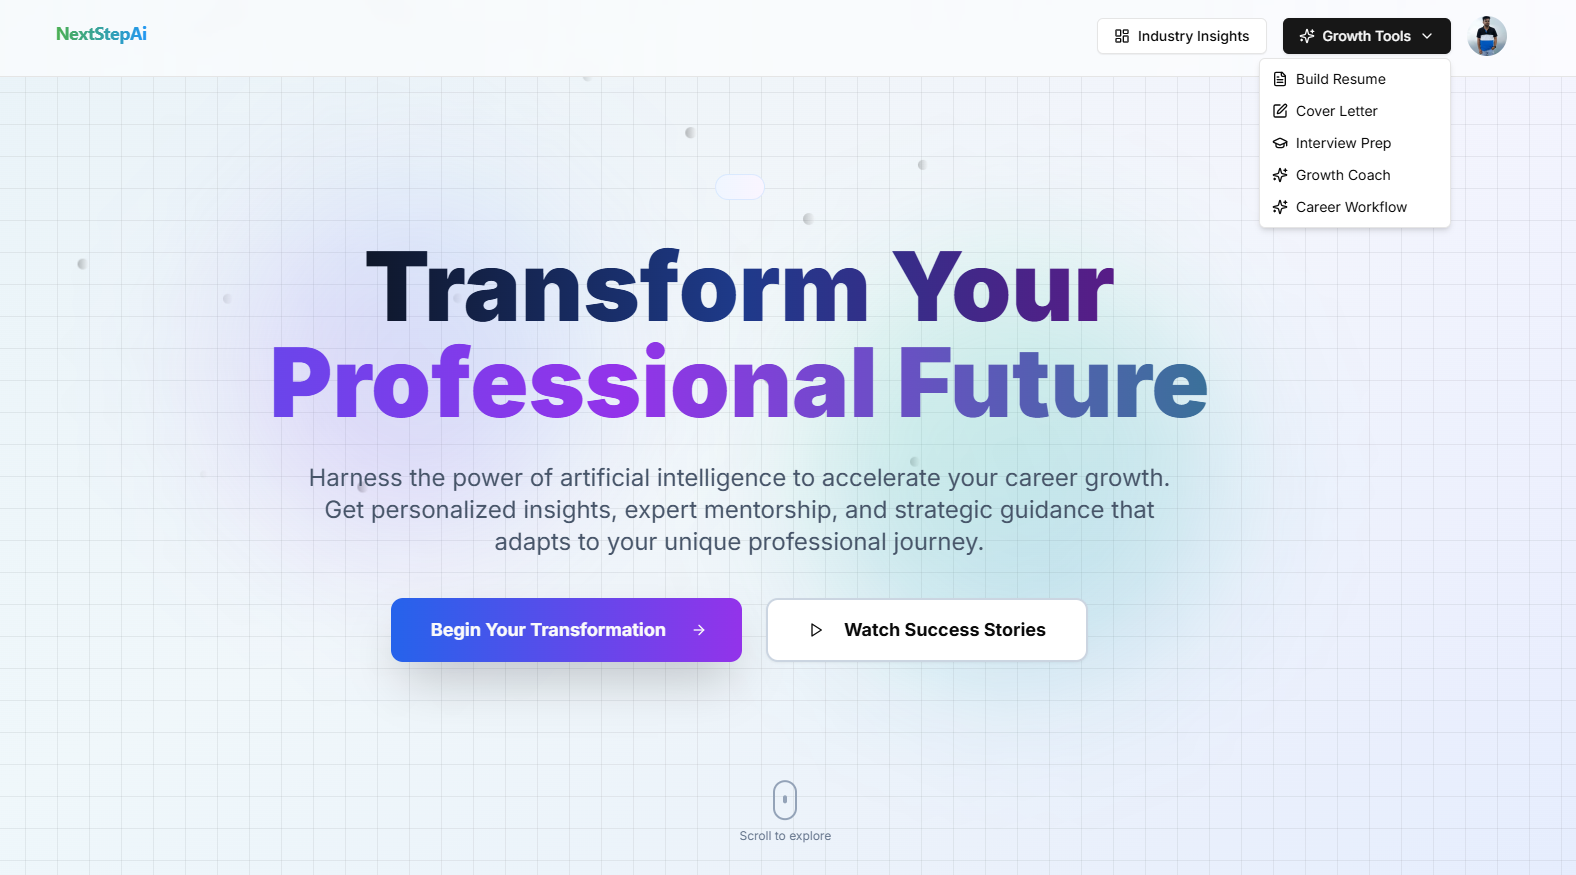 NextStepAi
Industry Insights
Growth Tools
Build Resume
Cover Letter
Interview Prep
Growth Coach
Career Workflow
Transform Your
Professional Future
Harness the power of artificial intelligence to accelerate your career growth.
Get personalized insights, expert mentorship, and strategic guidance that
adapts to your unique professional journey.
Begin Your Transformation
Watch Success Stories
Scroll to explore